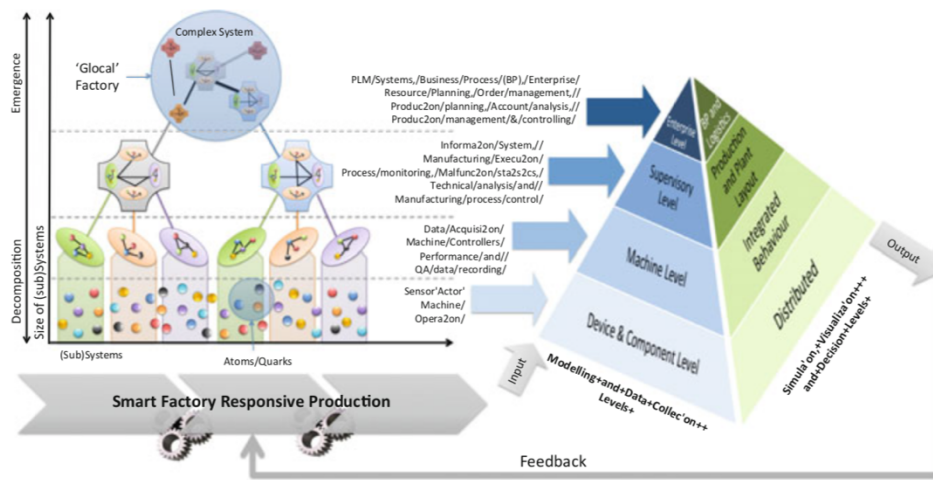 Complex System
'Glocal'
Factory
Emergence
Decomposition
Size of (sub)Systems
(Sub)Systems
Atoms/Quarks
PLM/Systems,/Business/Process/(BP),/Enterprise/
Resource/Planning,/Order/management,//
Produc2on/planning,/Account/analysis,//
Produc2on/management/&/controlling/
Informa2on/System,//
Manufacturing/Execu2on/
Process/monitoring,/Malfunc2on/sta2s2cs,/
Technical/analysis/and//
Manufacturing/process/control/
Data/Acquisi2on/
Machine/Controllers/
Performance/and//
QA/data/recording/
Sensor'Actor'
Machine/
Opera2on/
Enterprise
Level
Supervisory
Level
Machine Level
Device & Component Level
BP and
Logistics
Production
and Plant
Layout
Integrated
Behaviour
Distributed
Input
Output
Modelling+and+Data+Collec'on++
Levels+
Simula'on,+Visualiza'on+++
and+Decision+Levels+
Smart Factory Responsive Production
Feedback